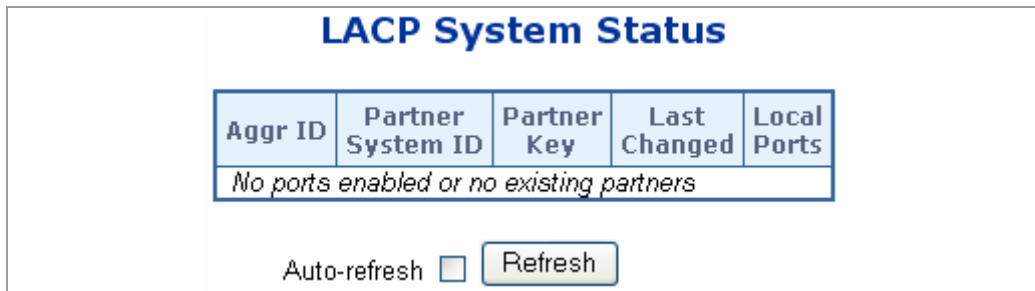 LACP System Status
Aggr ID Partner System ID Partner Key Last Changed Local Ports
No ports enabled or no existing partners
Auto-refresh Refresh